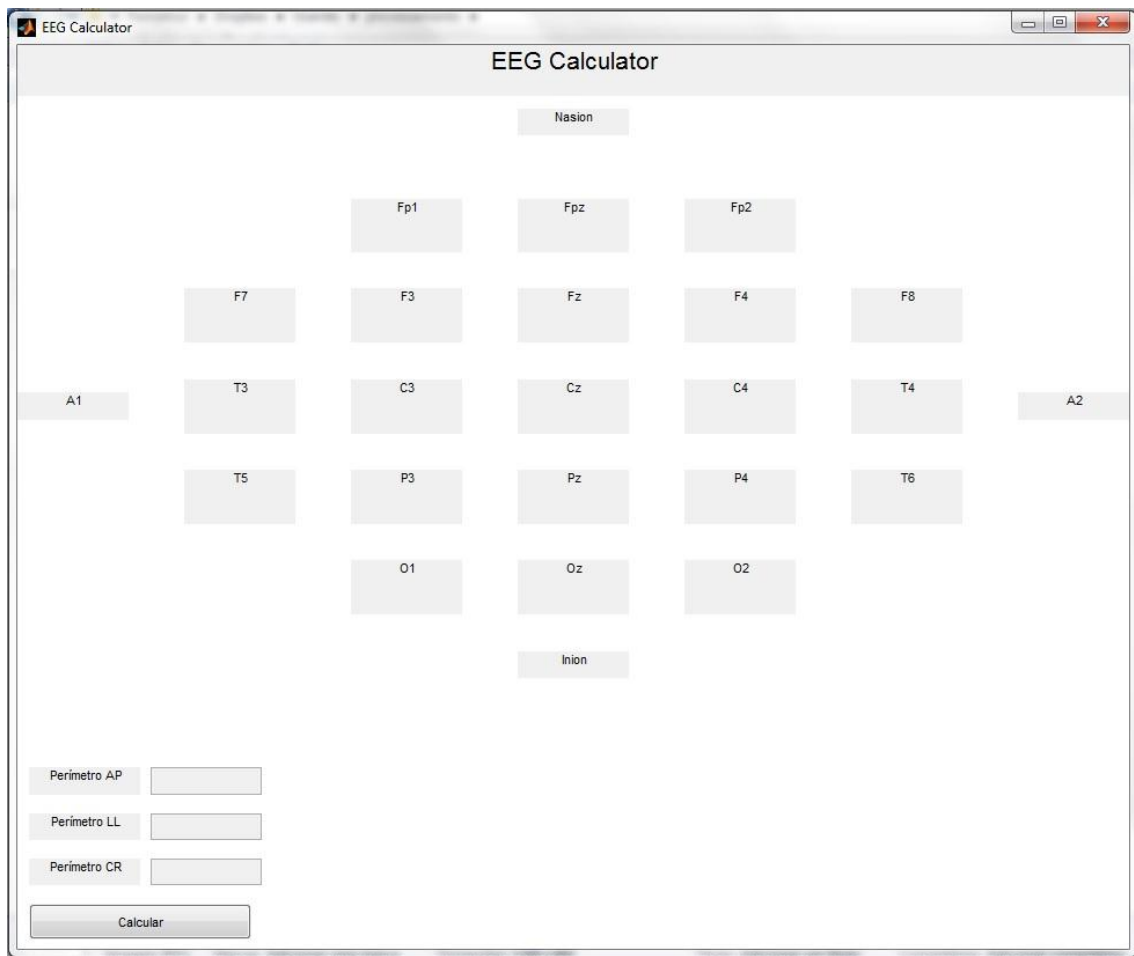 EEG Calculator
EEG Calculator
Nasion
Fp1 Fpz Fp2
F7 F3 Fz F4 F8
A1 T3 C3 Cz C4 T4 A2
T5 P3 Pz P4 T6
O1 Oz O2
Inion
Perímetro AP
Perímetro LL
Perímetro CR
Calcular